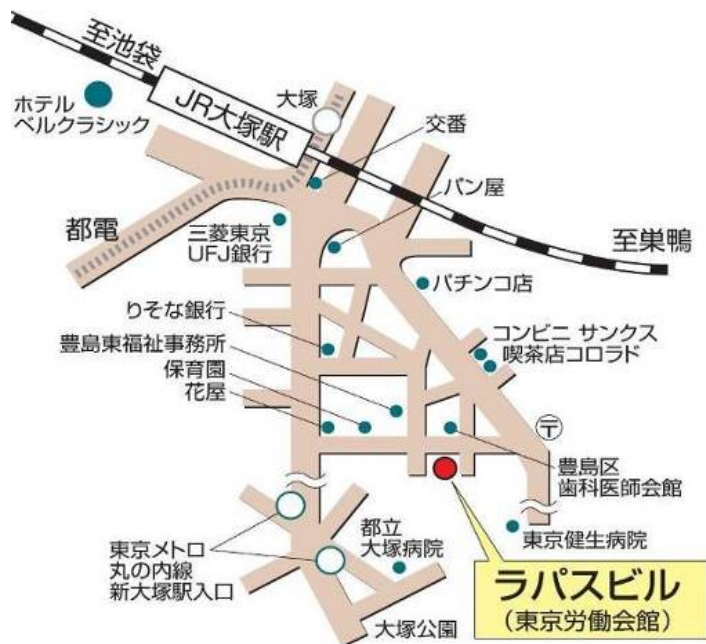 至池袋
ホテル
ベルクラシック
JR大塚駅
大塚
交番
パン屋
都電
三菱東京
UFJ銀行
至巣鴨
パチンコ店
りそな銀行
豊島東福祉事務所
保育園
花屋
コンビニ サンクス
喫茶店コロラド
〒
豊島区
歯科医師会館
東京メトロ
丸の内線
新大塚駅入口
都立
大塚病院
東京健生病院
大塚公園
ラパスビル
(東京労働会館)